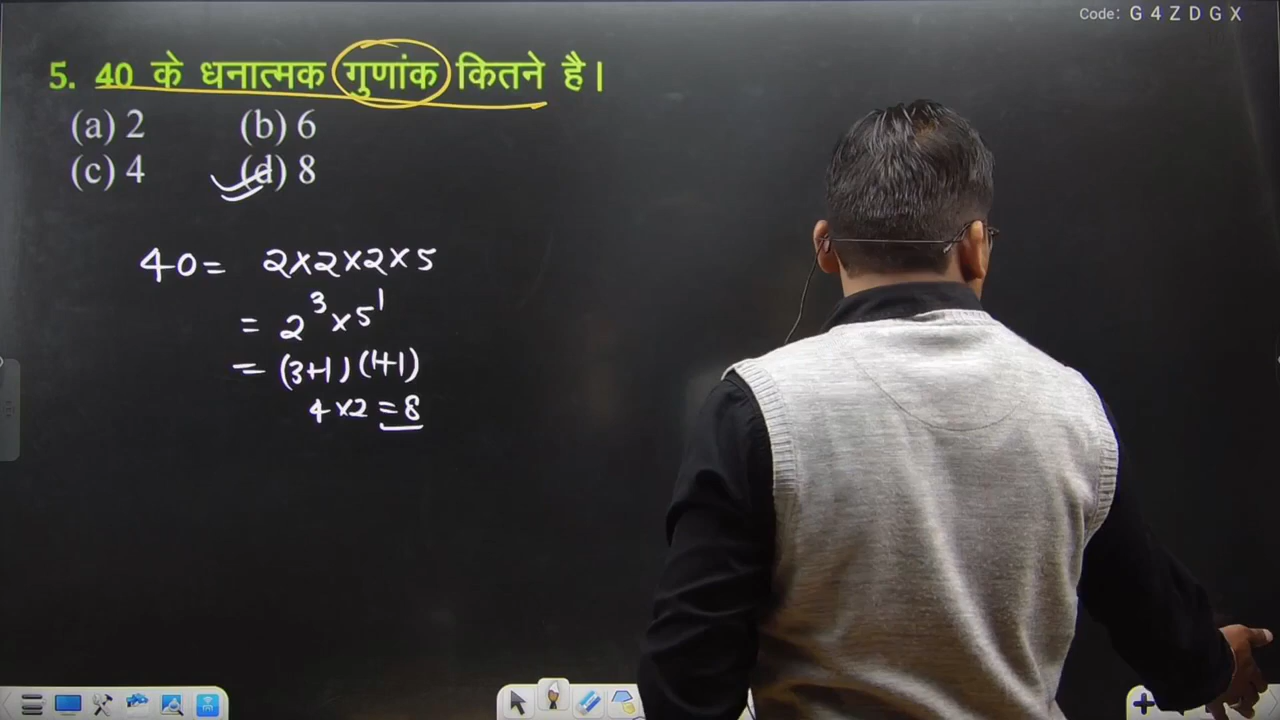 Code: G4ZDGX
5. 40 के धनात्मक गुणांक कितने है।
(a) 2 (b) 6
(c) 4 (d) 8
40 = 2×2×2×5
= 2³×5¹
= (3+1) (1+1)
4×2 = 8